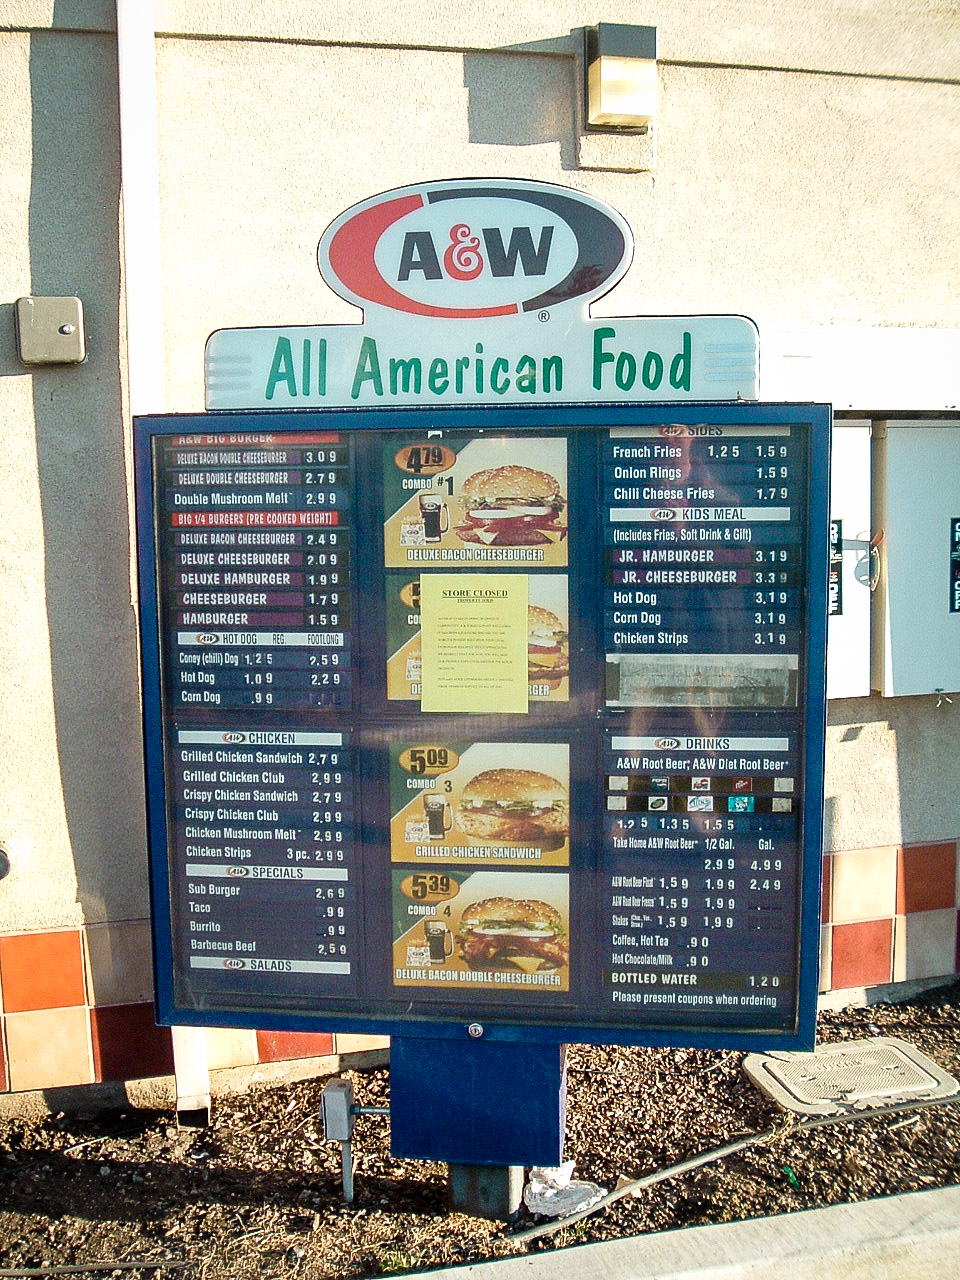 A&W
®
All American Food
A&W BIG BURGER
DELUXE BACON DOUBLE CHEESEBURGER 3.09
DELUXE DOUBLE CHEESEBURGER 2.79
Double Mushroom Melt 2.99
BIG 1/4 BURGERS (PRE COOKED WEIGHT)
DELUXE BACON CHEESEBURGER 2.49
DELUXE CHEESEBURGER 2.09
DELUXE HAMBURGER 1.99
CHEESEBURGER 1.79
HAMBURGER 1.59
A&W HOT DOG REG. FOOTLONG
Coney (chili) Dog 1.25 2.59
Hot Dog 1.09 2.29
Corn Dog .99
A&W CHICKEN
Grilled Chicken Sandwich 2.79
Grilled Chicken Club 2.99
Crispy Chicken Sandwich 2.79
Crispy Chicken Club 2.99
Chicken Mushroom Melt 2.99
Chicken Strips 3 pc. 2.99
A&W SPECIALS
Sub Burger 2.69
Taco .99
Burrito .99
Barbecue Beef 2.59
A&W SALADS
4.79
COMBO #1
DELUXE BACON CHEESEBURGER
STORE CLOSED
5.09
COMBO 3
GRILLED CHICKEN SANDWICH
5.39
COMBO 4
DELUXE BACON DOUBLE CHEESEBURGER
A&W SIDES
French Fries 1.25 1.59
Onion Rings 1.59
Chili Cheese Fries 1.79
A&W KIDS MEAL
(Includes Fries, Soft Drink & Gift)
JR. HAMBURGER 3.19
JR. CHEESEBURGER 3.39
Hot Dog 3.19
Corn Dog 3.19
Chicken Strips 3.19
A&W DRINKS
A&W Root Beer, A&W Diet Root Beer
1.25 1.35 1.55
Take Home A&W Root Beer 1/2 Gal. Gal.
2.99 4.99
A&W Root Beer Float 1.59 1.99 2.49
A&W Root Beer Freeze 1.59 1.99
Shakes 1.59 1.99
Coffee, Hot Tea .90
Hot Chocolate/Milk .90
BOTTLED WATER 1.20
Please present coupons when ordering